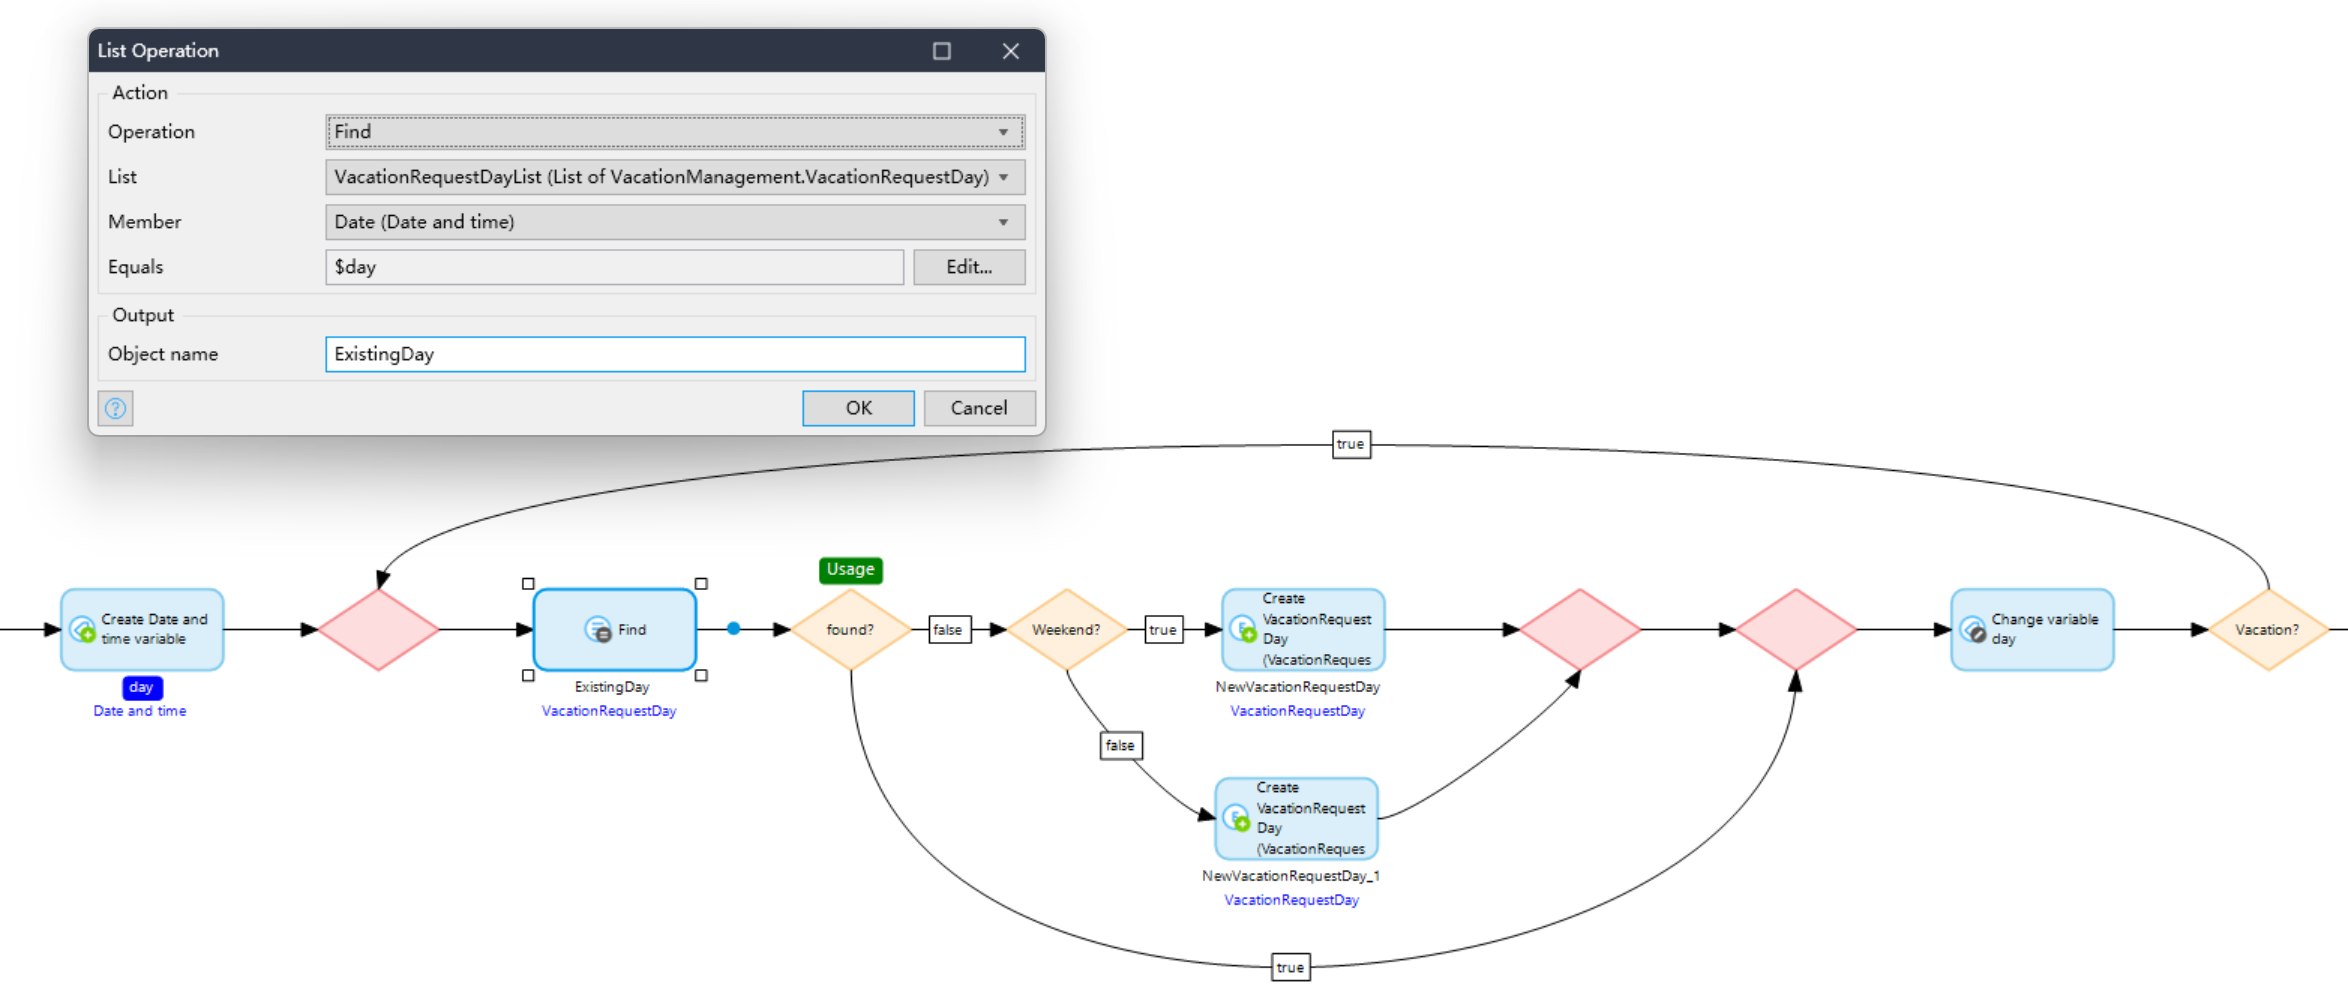 List Operation
Action
Operation
Find
List
VacationRequestDayList (List of VacationManagement.VacationRequestDay)
Member
Date (Date and time)
Equals
$day
Edit...
Output
Object name
ExistingDay
OK
Cancel
true
Create Date and
time variable
day
Date and time
Find
ExistingDay
VacationRequestDay
Usage
found?
false
Weekend?
true
Create
VacationRequest
Day
(VacationReques
NewVacationRequestDay
VacationRequestDay
false
Create
VacationRequest
Day
(VacationReques
NewVacationRequestDay_1
VacationRequestDay
true
Change variable
day
Vacation?